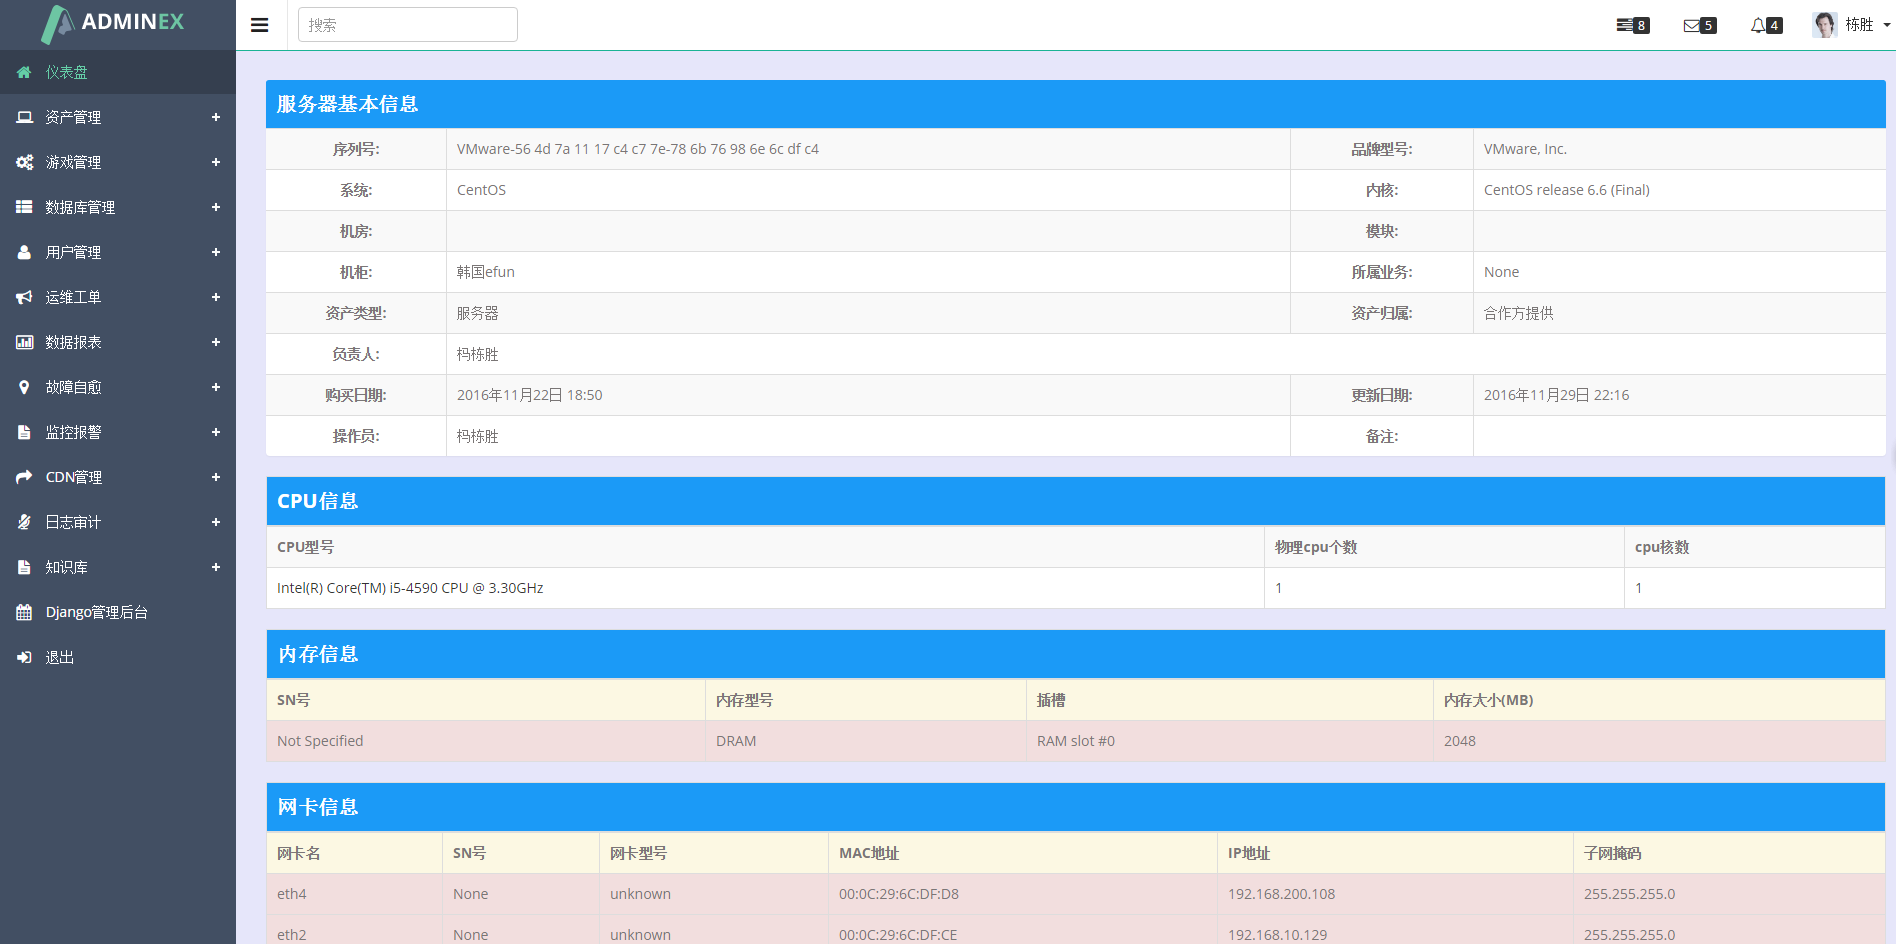 ADMINEX
搜索
8
5
4
栋胜
仪表盘
资产管理 +
游戏管理 +
数据库管理 +
用户管理 +
运维工单 +
数据报表 +
故障自愈 +
监控报警 +
CDN管理 +
日志审计 +
知识库 +
Django管理后台
退出
服务器基本信息
序列号: VMware-56 4d 7a 11 17 c4 c7 7e-78 6b 76 98 6e 6c df c4 品牌型号: VMware, Inc.
系统: CentOS 内核: CentOS release 6.6 (Final)
机房: 模块:
机柜: 韩国efun 所属业务: None
资产类型: 服务器 资产归属: 合作方提供
负责人: 杩栋胜
购买日期: 2016年11月22日 18:50 更新日期: 2016年11月29日 22:16
操作员: 杩栋胜 备注:
CPU信息
CPU型号 物理cpu个数 cpu核数
Intel(R) Core(TM) i5-4590 CPU @ 3.30GHz 1 1
内存信息
SN号 内存型号 插槽 内存大小(MB)
Not Specified DRAM RAM slot #0 2048
网卡信息
网卡名 SN号 网卡型号 MAC地址 IP地址 子网掩码
eth4 None unknown 00:0C:29:6C:DF:D8 192.168.200.108 255.255.255.0
eth2 None unknown 00:0C:29:6C:DF:CE 192.168.10.129 255.255.255.0